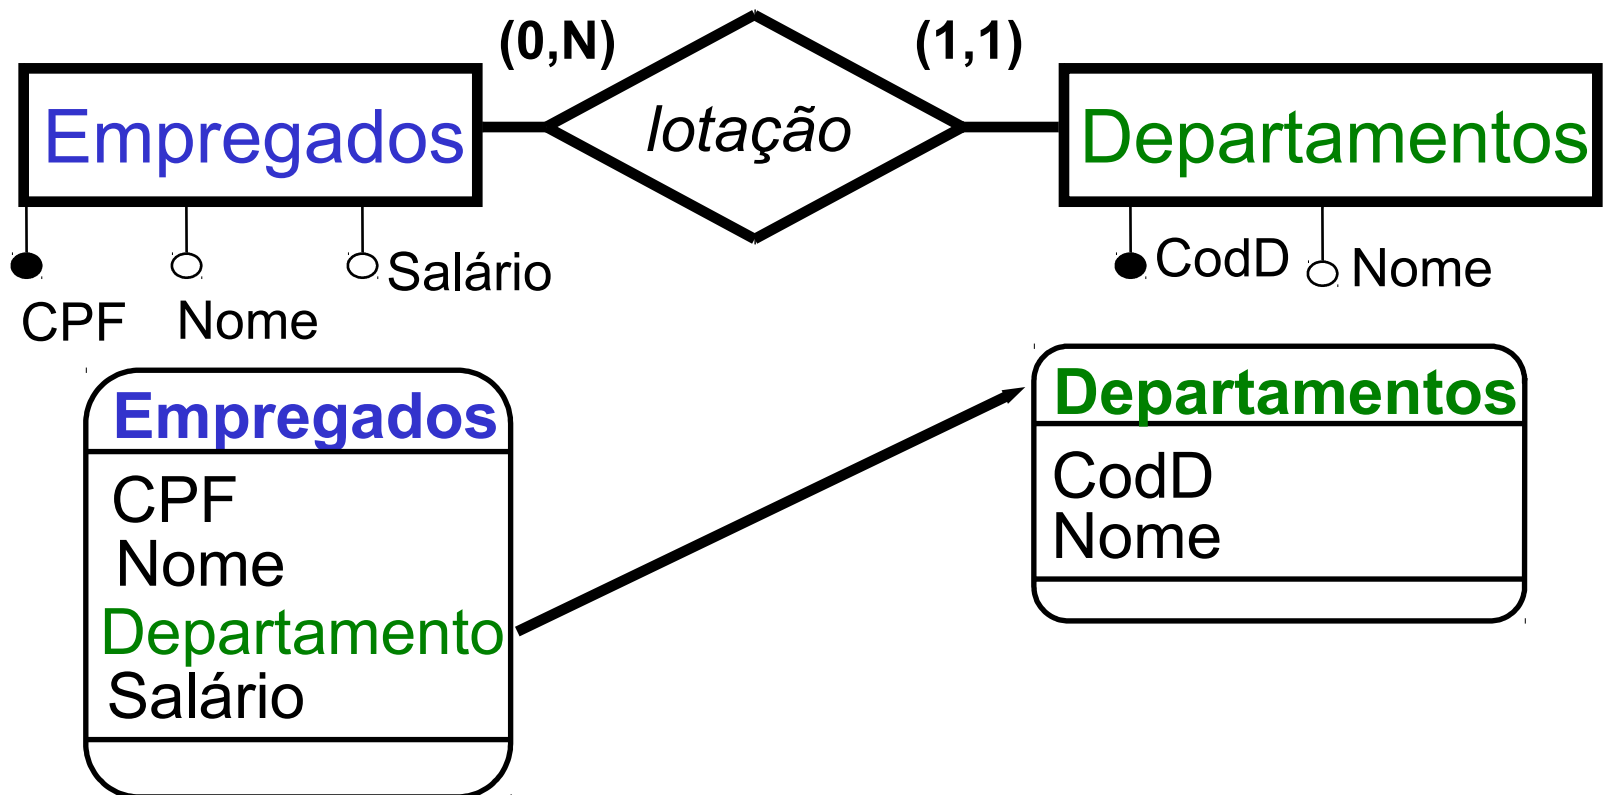 (0,N)
(1,1)
Empregados
lotação
Departamentos
CPF
Nome
Salário
CodD
Nome
Empregados
CPF
Nome
Departamento
Salário
Departamentos
CodD
Nome